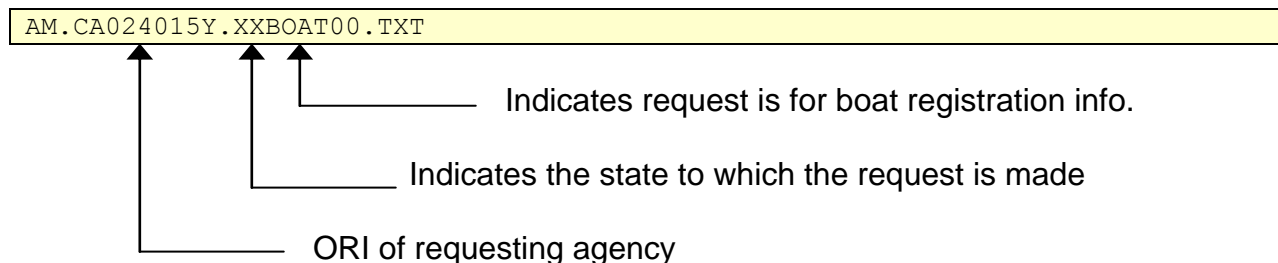 AM.CA024015Y.XXBOAT00.TXT
Indicates request is for boat registration info.
Indicates the state to which the request is made
ORI of requesting agency